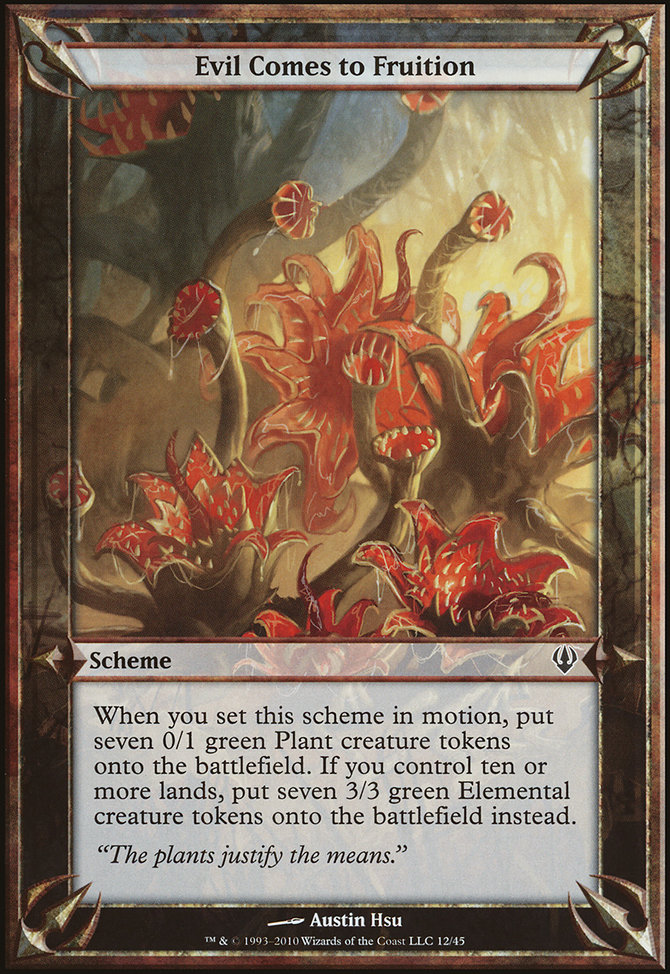 Evil Comes to Fruition
Scheme
When you set this scheme in motion, put
seven 0/1 green Plant creature tokens
onto the battlefield. If you control ten or
more lands, put seven 3/3 green Elemental
creature tokens onto the battlefield instead.
“The plants justify the means.”
Austin Hsu
™ & © 1993–2010 Wizards of the Coast LLC 12/45